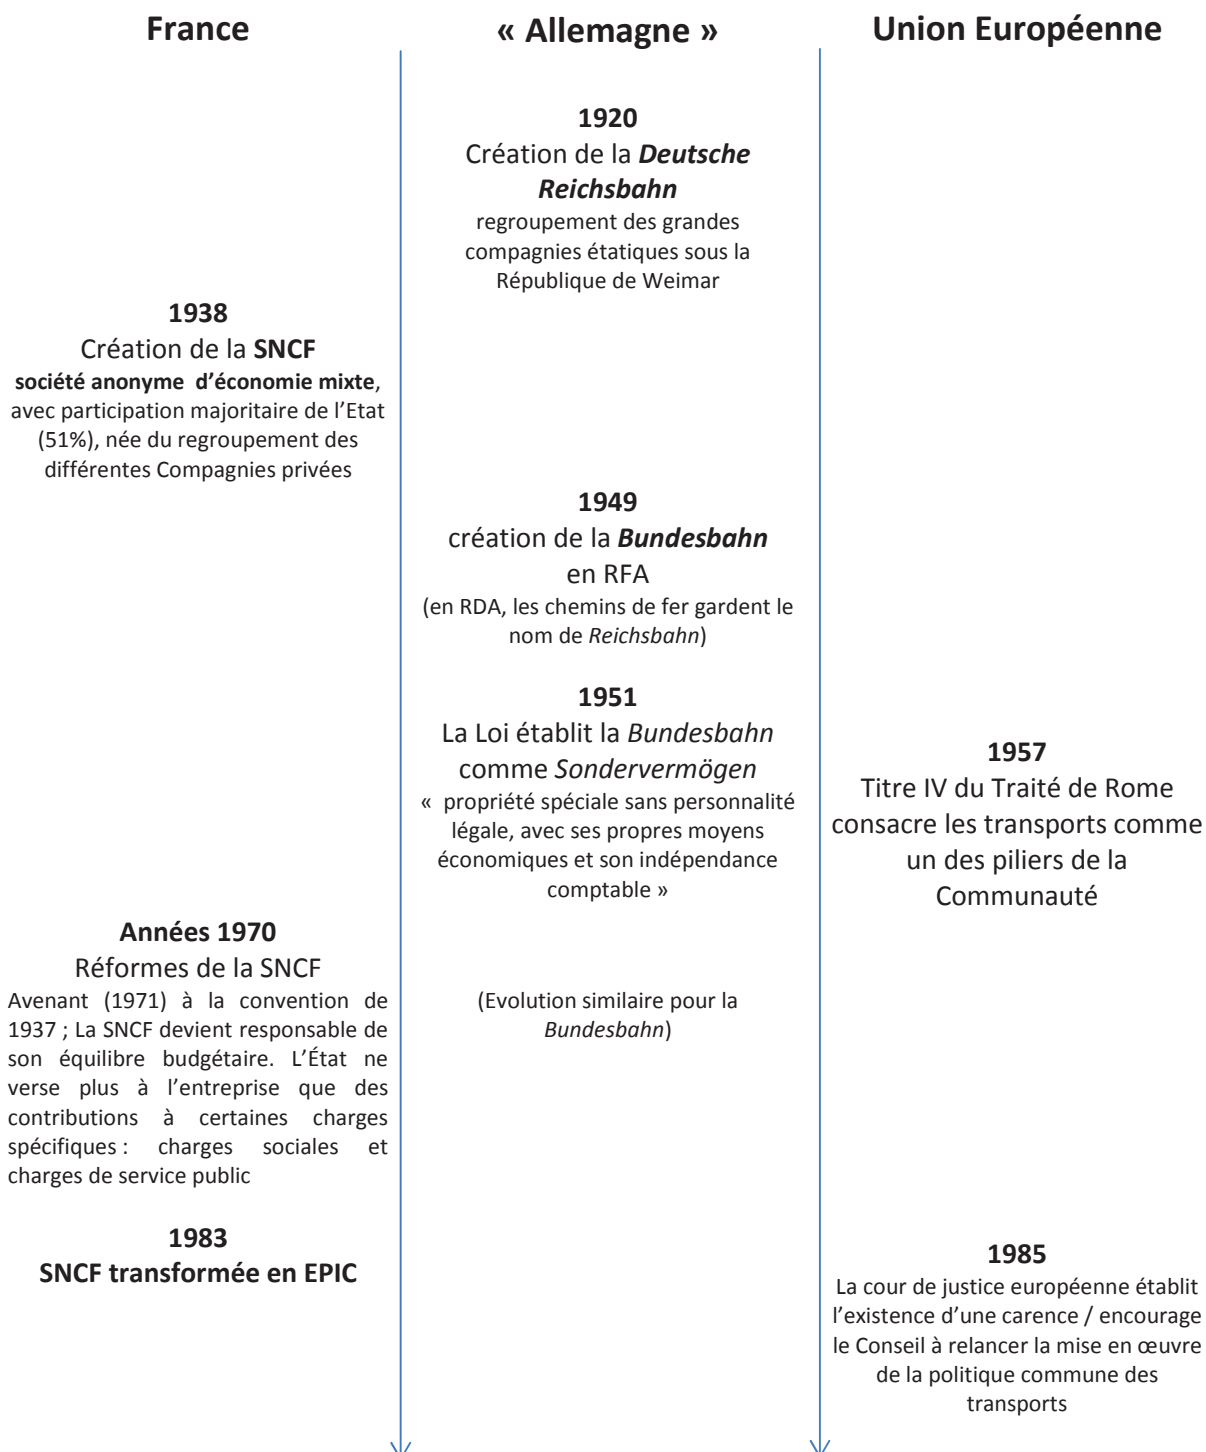 France
« Allemagne »
Union Européenne
1920
Création de la Deutsche
Reichsbahn
regroupement des grandes
compagnies étatiques sous la
République de Weimar
1938
Création de la SNCF
société anonyme d’économie mixte,
avec participation majoritaire de l’Etat
(51%), née du regroupement des
différentes Compagnies privées
1949
création de la Bundesbahn
en RFA
(en RDA, les chemins de fer gardent le
nom de Reichsbahn)
1951
La Loi établit la Bundesbahn
comme Sondervermögen
« propriété spéciale sans personnalité
légale, avec ses propres moyens
économiques et son indépendance
comptable »
1957
Titre IV du Traité de Rome
consacre les transports comme
un des piliers de la
Communauté
Années 1970
Réformes de la SNCF
Avenant (1971) à la convention de
1937 ; La SNCF devient responsable de
son équilibre budgétaire. L’État ne
verse plus à l’entreprise que des
contributions à certaines charges
spécifiques : charges sociales et
charges de service public
(Evolution similaire pour la
Bundesbahn)
1983
SNCF transformée en EPIC
1985
La cour de justice européenne établit
l’existence d’une carence / encourage
le Conseil à relancer la mise en œuvre
de la politique commune des
transports